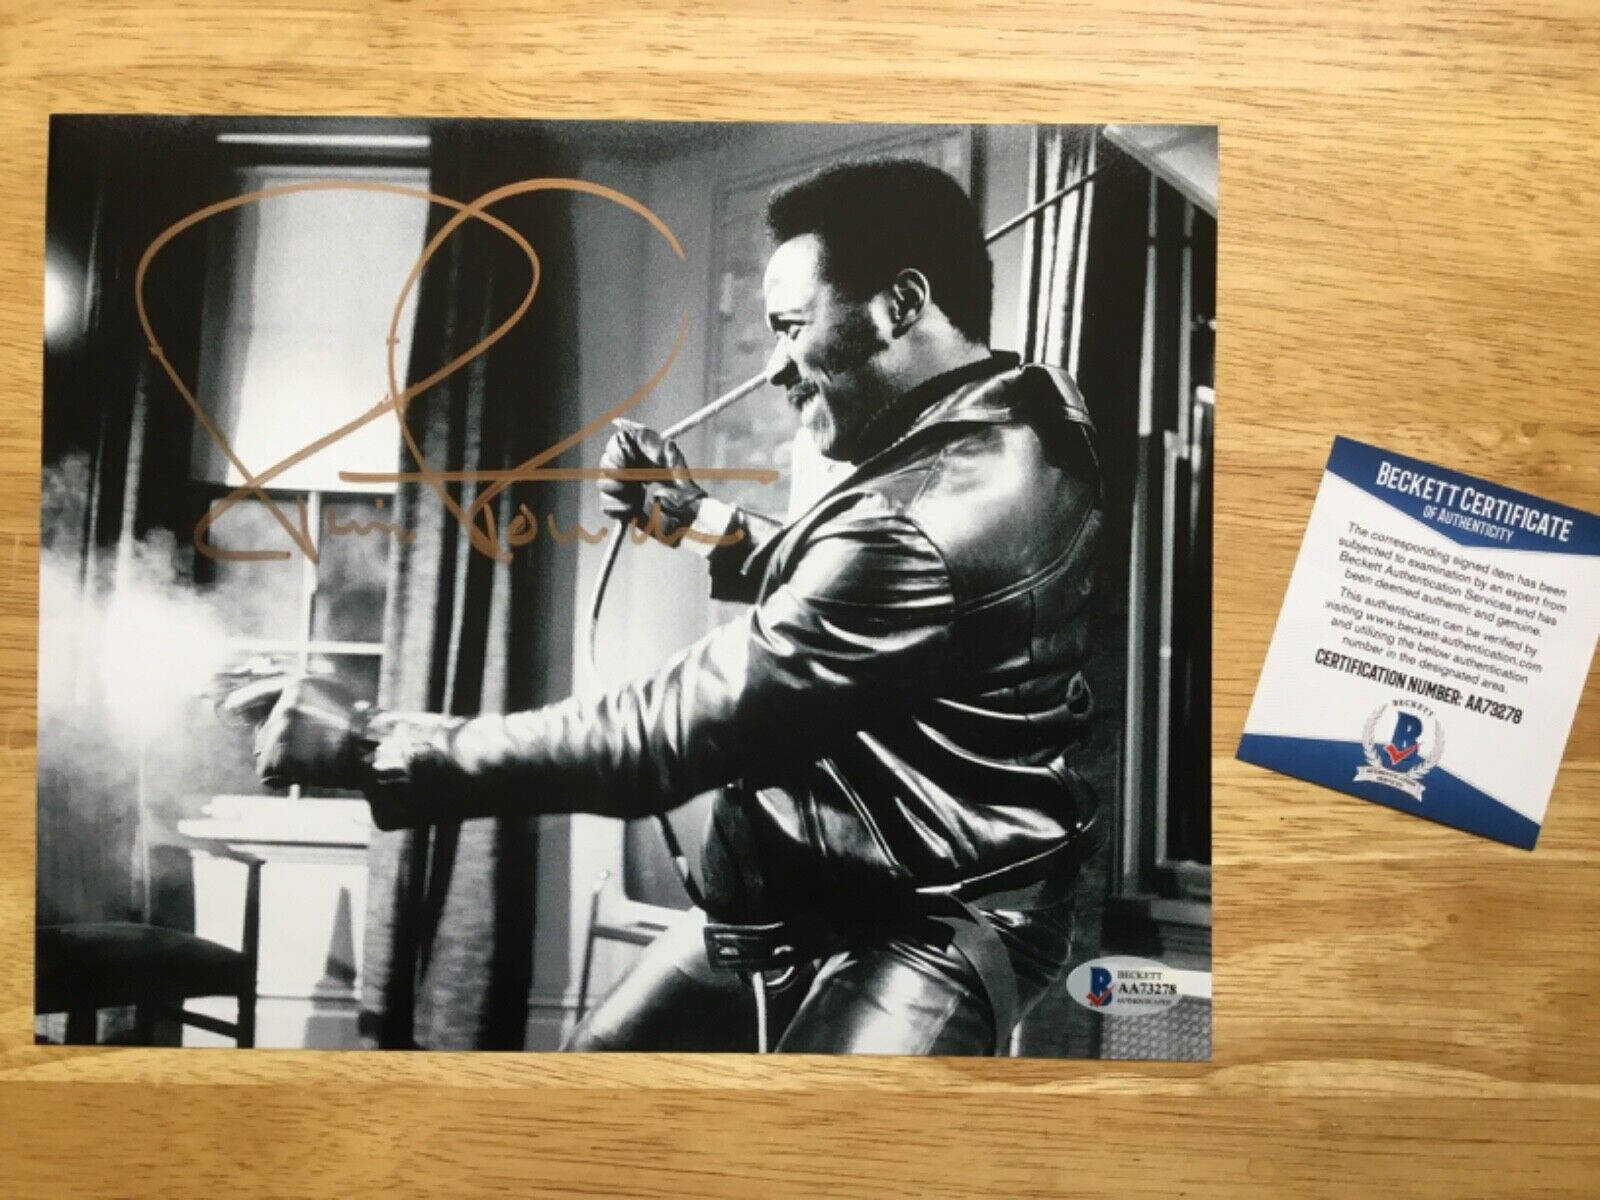 BECKETT CERTIFICATE
OF AUTHENTICITY
The corresponding signed item has been
subjected to examination by an expert from
Beckett Authentication Services and has
been deemed authentic and genuine.
This authentication can be verified by
visiting www.beckett-authentication.com
and utilizing the below authentication
number in the designated area.
CERTIFICATION NUMBER: AA73278
BECKETT
B
BECKETT
AA73278
AUTHENTICATED